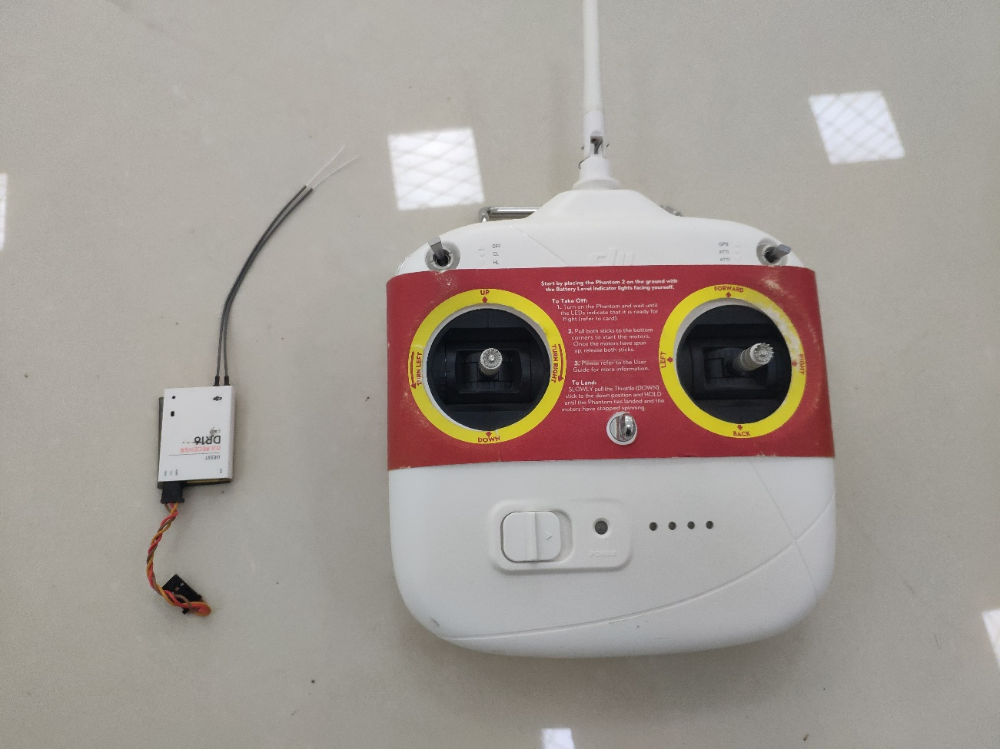 OFF
CL
HL
GPS
ATTI
ATTI
dji
Start by placing the Phantom 2 on the ground with
the Battery Level Indicator lights facing yourself.
To Take Off:
1. Turn on the Phantom and wait until
the LEDs indicate that it is ready for
flight (refer to card).
2. Pull both sticks to the bottom
corners to start the motors.
Once the motors have spun
up, release both sticks.
3. Please refer to the User
Guide for more information.
To Land:
SLOWLY pull the Throttle (DOWN)
stick to the down position and HOLD
until the Phantom has landed and the
motors have stopped spinning.
UP
TURN LEFT
TURN RIGHT
DOWN
FORWARD
LEFT
RIGHT
BACK
POWER
DESST
DJI RECEIVER
DR16